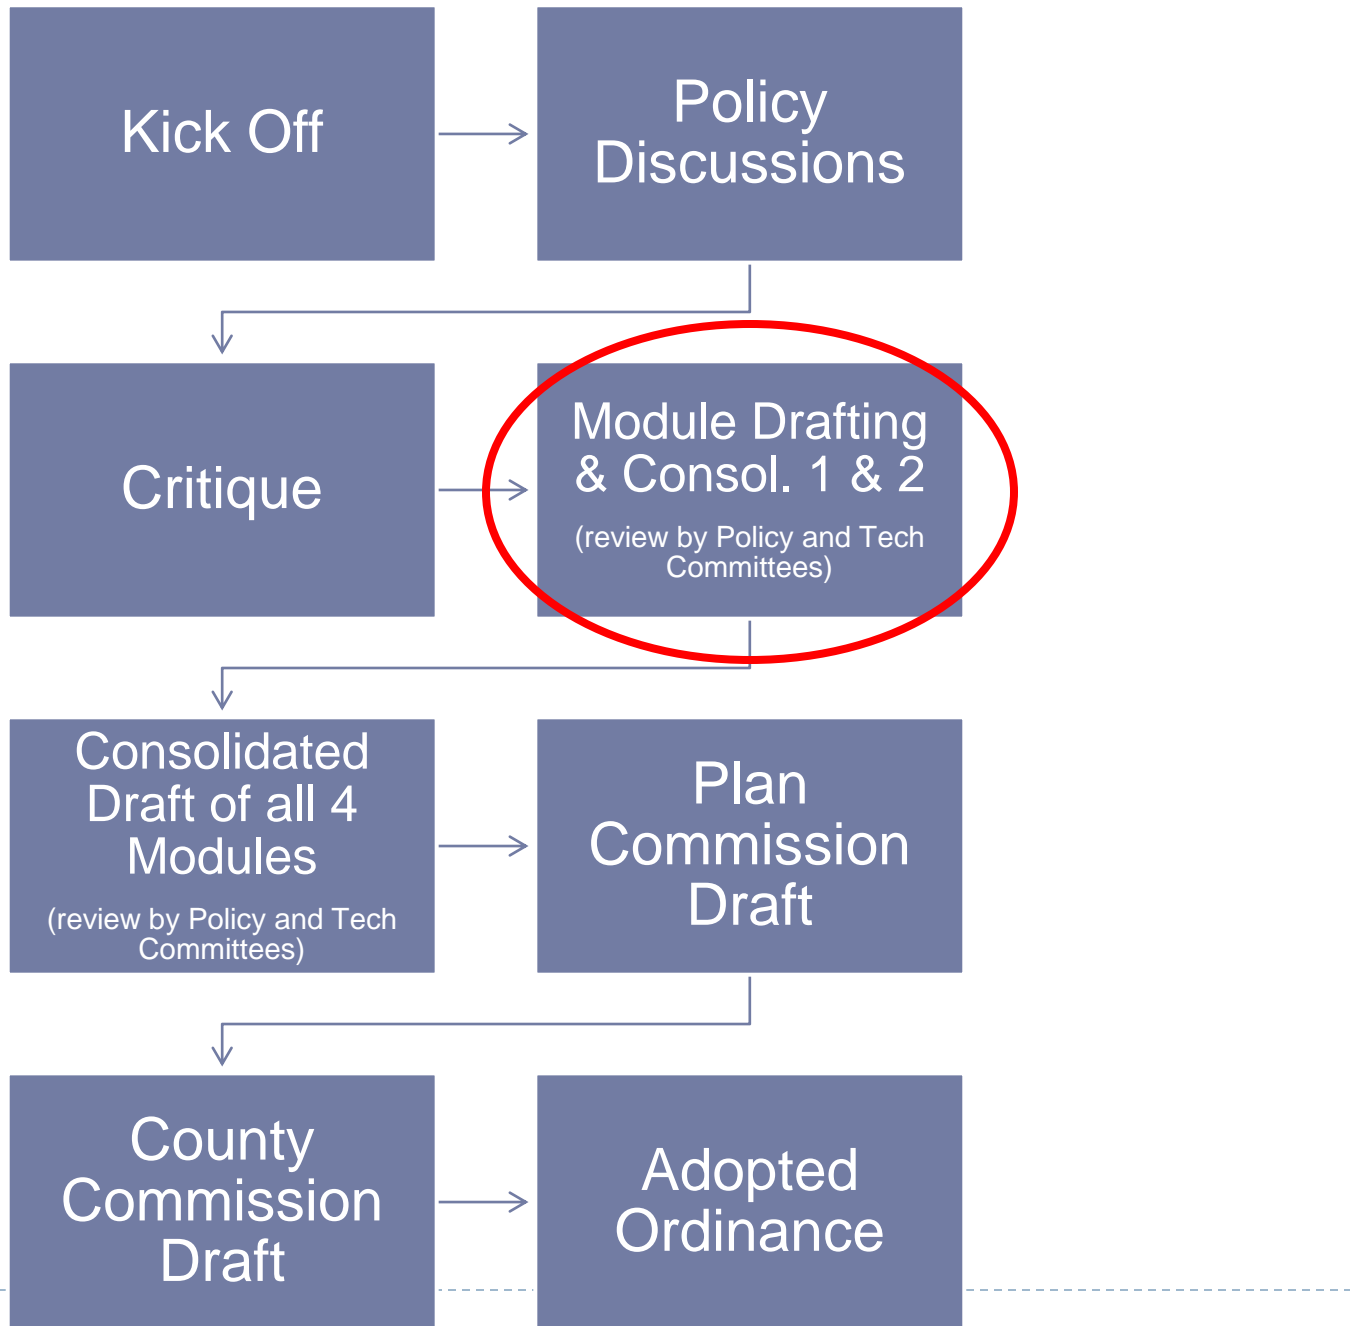 Kick Off
Policy
Discussions
Critique
Module Drafting
& Consol. 1 & 2
(review by Policy and Tech
Committees)
Consolidated
Draft of all 4
Modules
(review by Policy and Tech
Committees)
Plan
Commission
Draft
County
Commission
Draft
Adopted
Ordinance